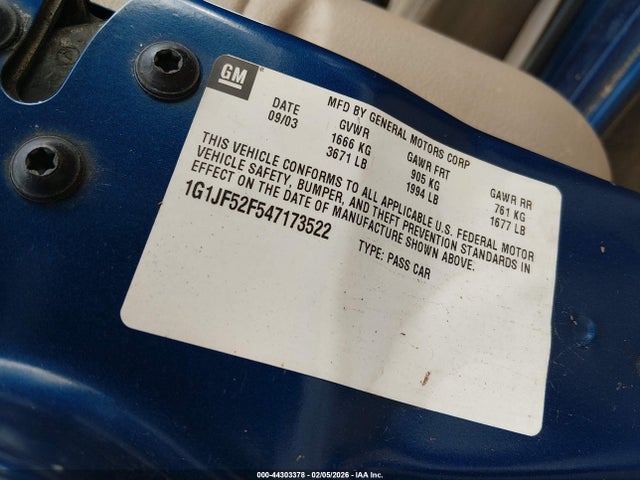 GM
MFD BY GENERAL MOTORS CORP
DATE GVWR GAWR FRT GAWR RR
09/03 1666 KG 905 KG 761 KG
3671 LB 1994 LB 1677 LB
THIS VEHICLE CONFORMS TO ALL APPLICABLE U.S. FEDERAL MOTOR
VEHICLE SAFETY, BUMPER, AND THEFT PREVENTION STANDARDS IN
EFFECT ON THE DATE OF MANUFACTURE SHOWN ABOVE.
1G1JF52F547173522 TYPE: PASS CAR
000-44303378 - 02/05/2026 - IAA Inc.